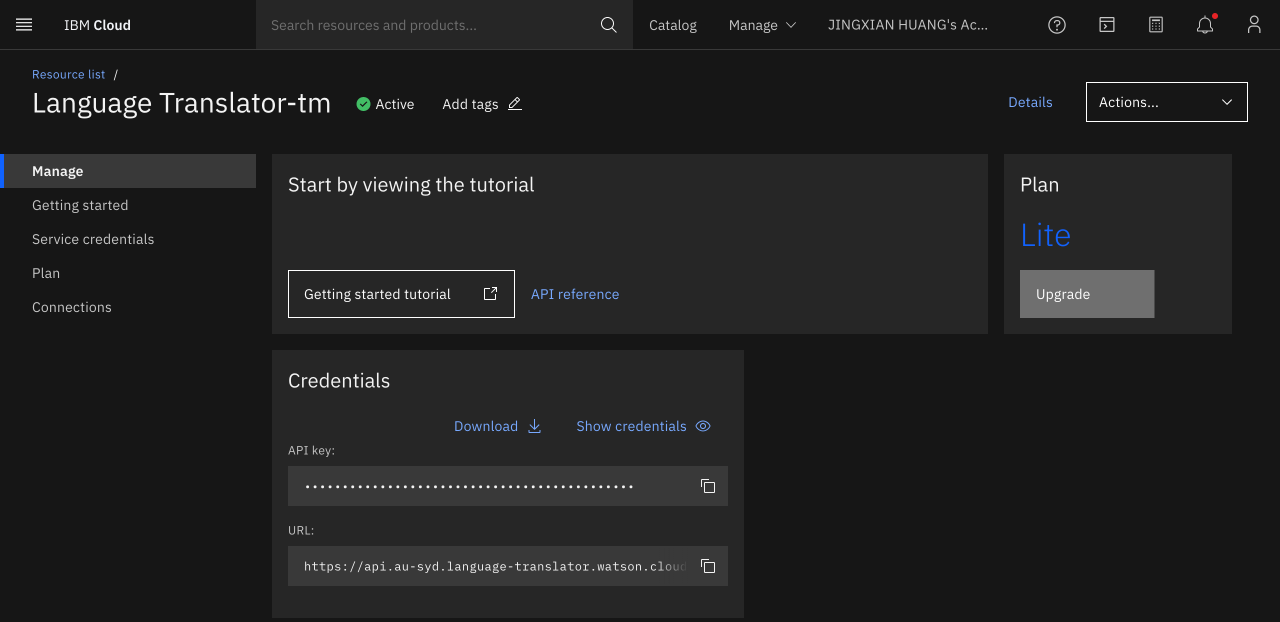 IBM Cloud
Search resources and products...
Catalog
Manage
JINGXIAN HUANG's Ac...
Resource list /
Language Translator-tm
Active
Add tags
Details
Actions...
Manage
Getting started
Service credentials
Plan
Connections
Start by viewing the tutorial
Getting started tutorial
API reference
Plan
Lite
Upgrade
Credentials
Download
Show credentials
API key:
••••••••••••••••••••••••••••••••••••••••••••
URL:
https://api.au-syd.language-translator.watson.cloud